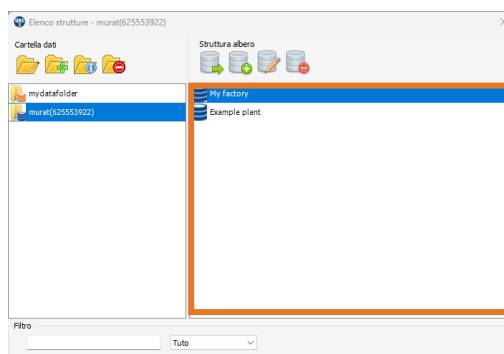 Elenco strutture - murat(625553922)
Cartella dati
Struttura albero
mydatafolder
murat(625553922)
My factory
Example plant
Filtro
Tuto